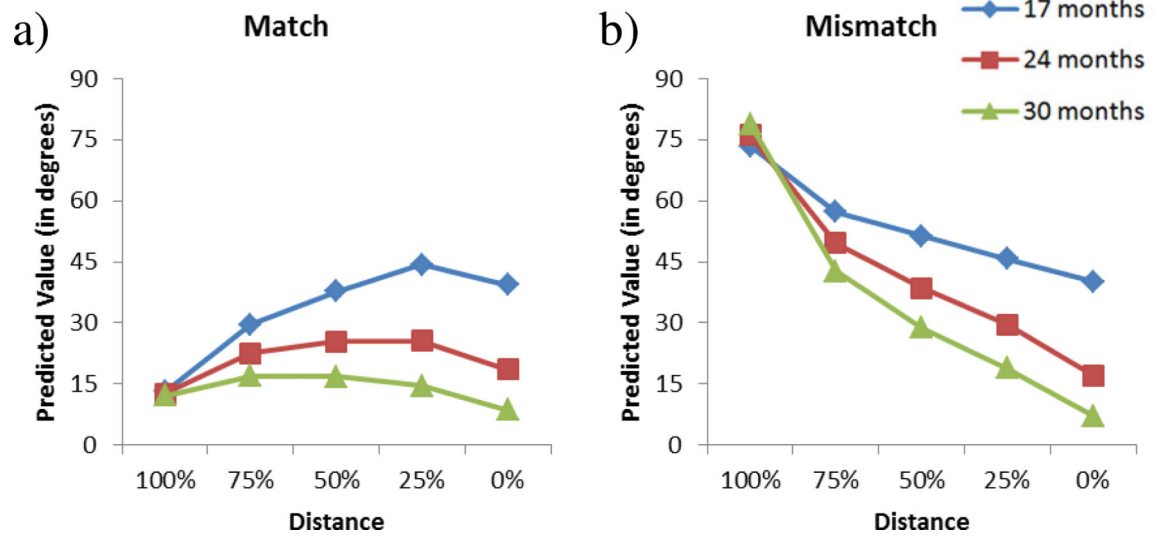 a)
Match
Predicted Value (in degrees)
90
75
60
45
30
15
0
100% 75% 50% 25% 0%
Distance
b)
Mismatch
17 months
24 months
30 months
Predicted Value (in degrees)
90
75
60
45
30
15
0
100% 75% 50% 25% 0%
Distance